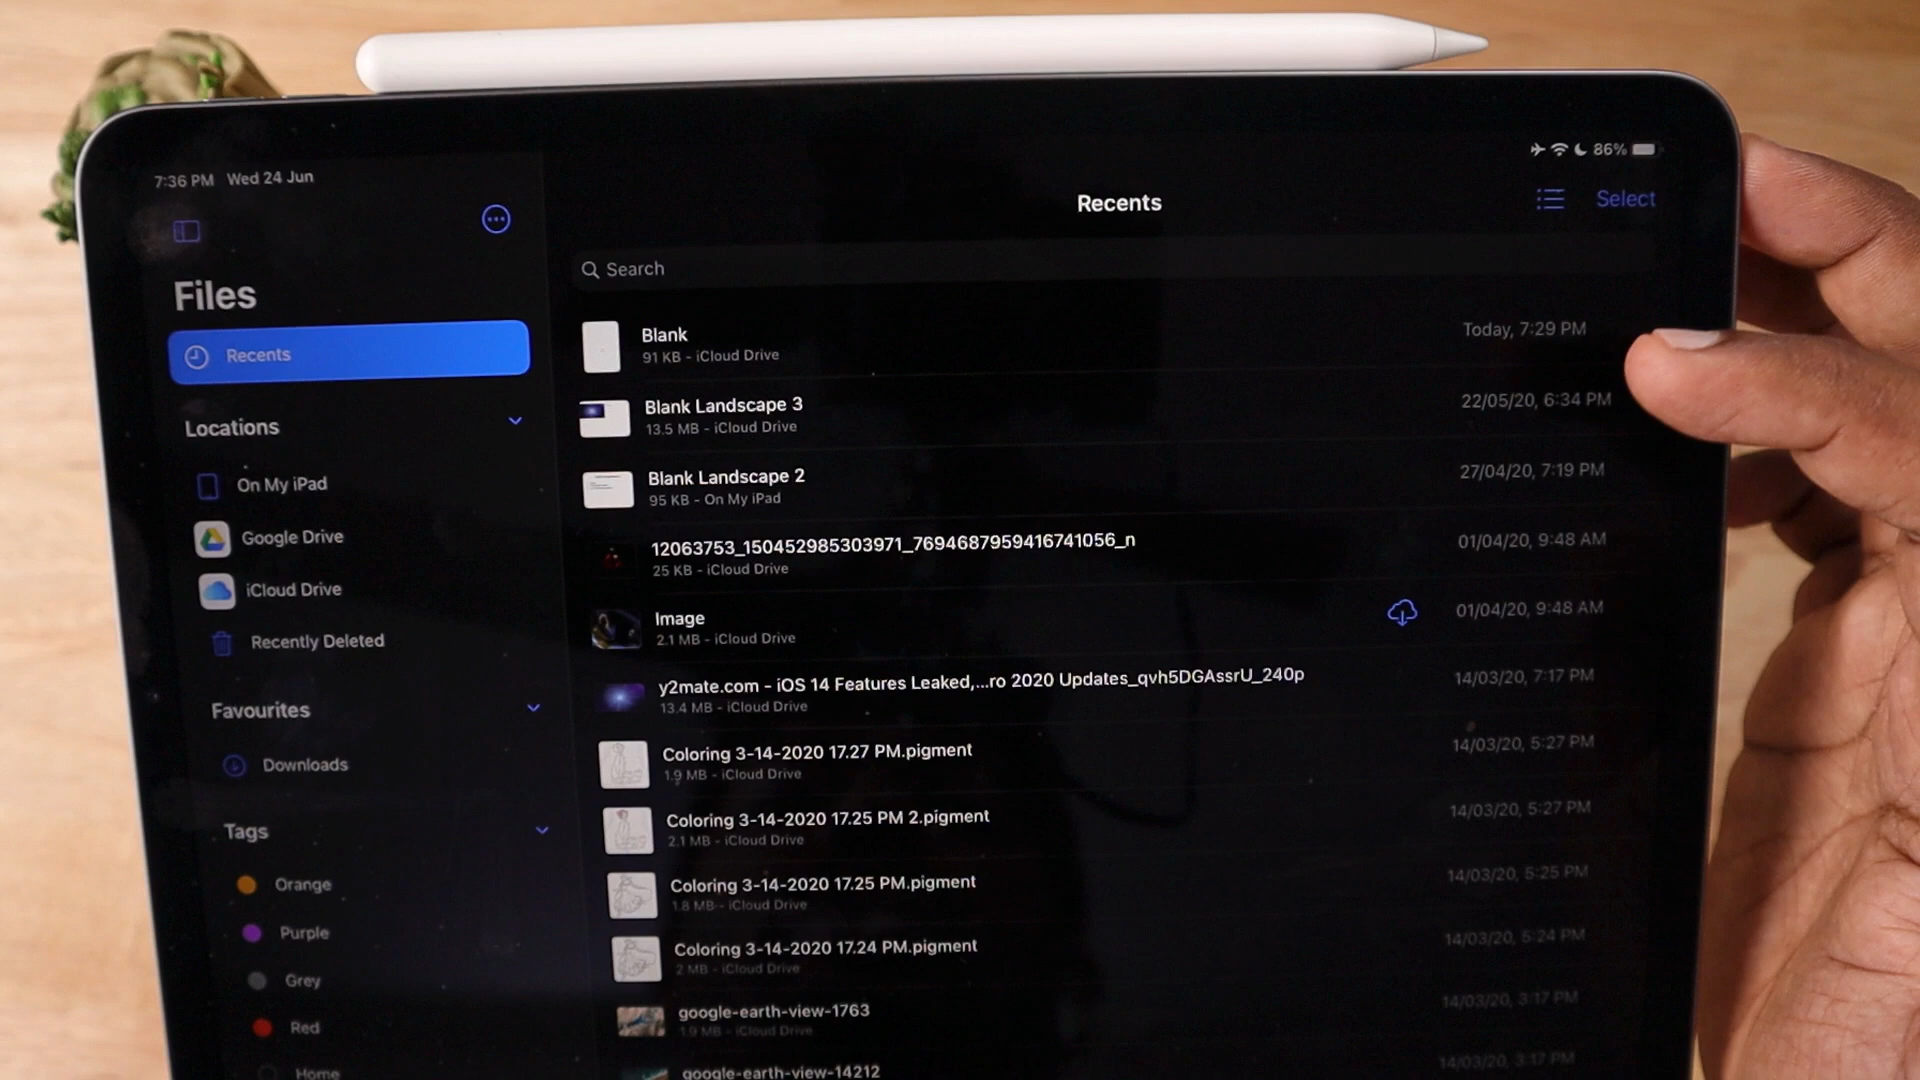 7:36 PM Wed 24 Jun
86%
Files
Recents
Locations
On My iPad
Google Drive
iCloud Drive
Recently Deleted
Favourites
Downloads
Tags
Orange
Purple
Grey
Red
Home
Recents
Select
Search
Blank
91 KB - iCloud Drive
Today, 7:29 PM
Blank Landscape 3
13.5 MB - iCloud Drive
22/05/20, 6:34 PM
Blank Landscape 2
95 KB - On My iPad
27/04/20, 7:19 PM
12063753_150452985303971_7694687959416741056_n
25 KB - iCloud Drive
01/04/20, 9:48 AM
Image
2.1 MB - iCloud Drive
01/04/20, 9:48 AM
y2mate.com - iOS 14 Features Leaked,...ro 2020 Updates_qvh5DGAssrU_240p
13.4 MB - iCloud Drive
14/03/20, 7:17 PM
Coloring 3-14-2020 17.27 PM.pigment
1.9 MB - iCloud Drive
14/03/20, 5:27 PM
Coloring 3-14-2020 17.25 PM 2.pigment
2.1 MB - iCloud Drive
14/03/20, 5:27 PM
Coloring 3-14-2020 17.25 PM.pigment
1.8 MB - iCloud Drive
14/03/20, 5:25 PM
Coloring 3-14-2020 17.24 PM.pigment
2 MB - iCloud Drive
14/03/20, 5:24 PM
google-earth-view-1763
1.9 MB - iCloud Drive
14/03/20, 3:17 PM
google-earth-view-14212
14/03/20, 3:17 PM